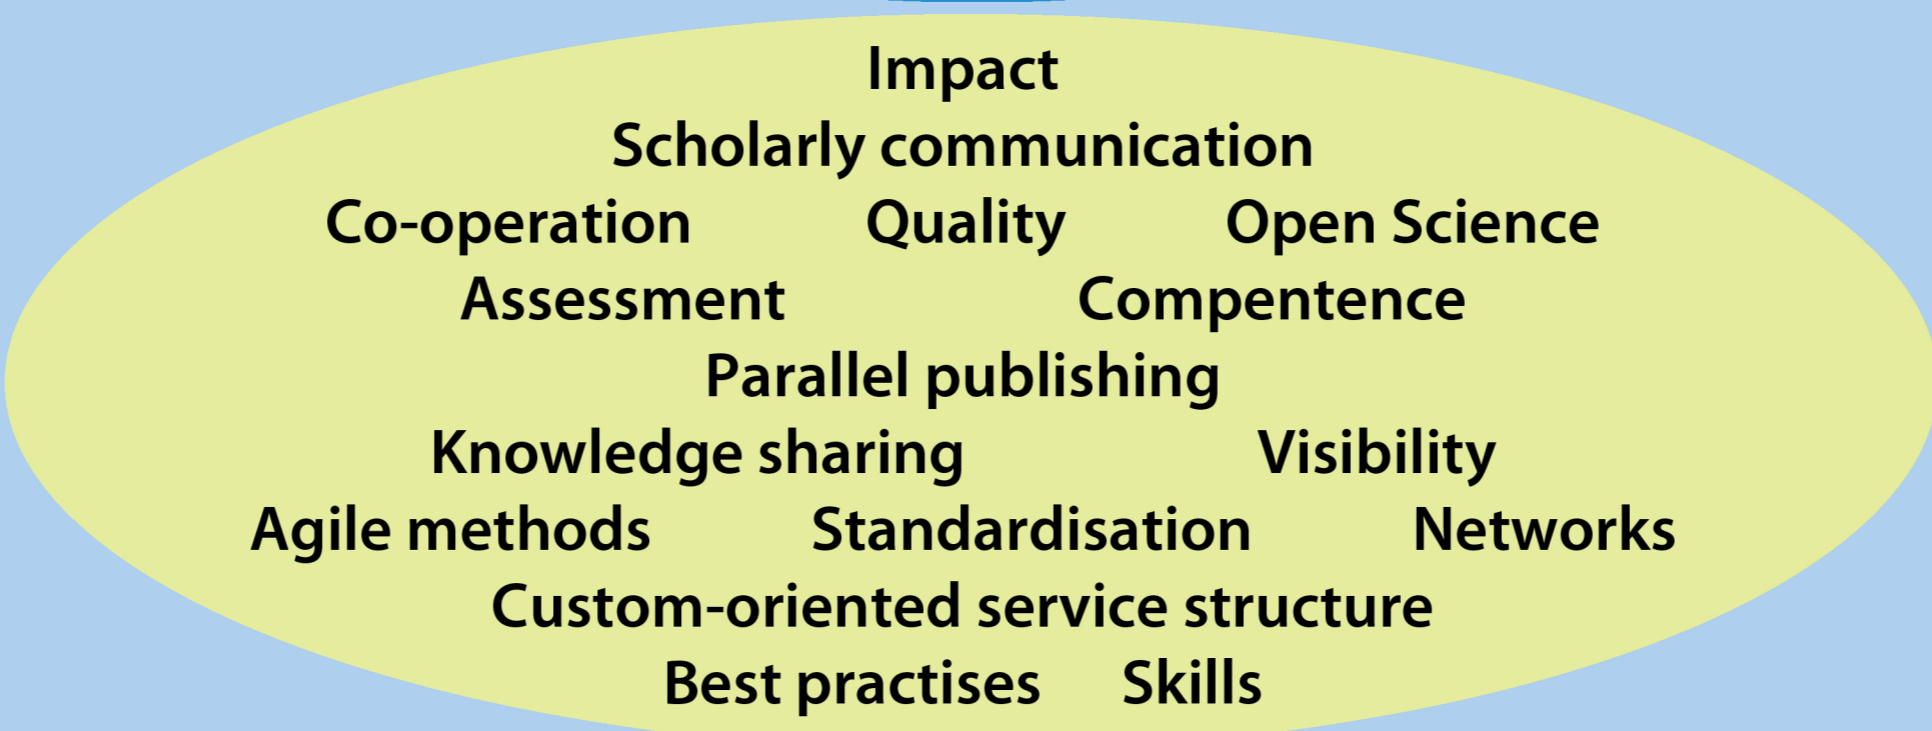 Impact
Scholarly communication
Co-operation Quality Open Science
Assessment Compentence
Parallel publishing
Knowledge sharing Visibility
Agile methods Standardisation Networks
Custom-oriented service structure
Best practises Skills